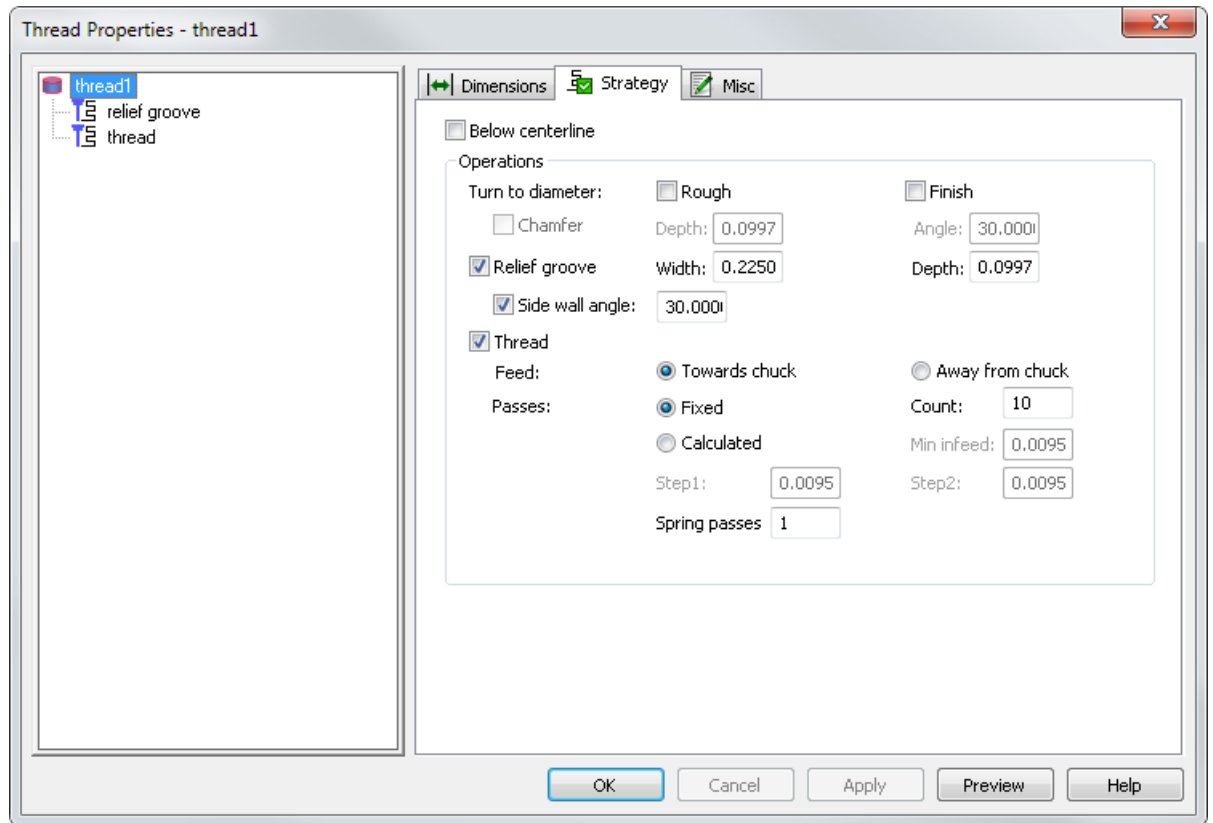 Thread Properties - thread1
thread1
relief groove
thread
Dimensions Strategy Misc
Below centerline
Operations
Turn to diameter: Rough Finish
Chamfer Depth: 0.0997 Angle: 30.000
Relief groove Width: 0.2250 Depth: 0.0997
Side wall angle: 30.000
Thread
Feed: Towards chuck Away from chuck
Passes: Fixed Count: 10
Calculated Min infeed: 0.0095
Step1: 0.0095 Step2: 0.0095
Spring passes 1
OK Cancel Apply Preview Help